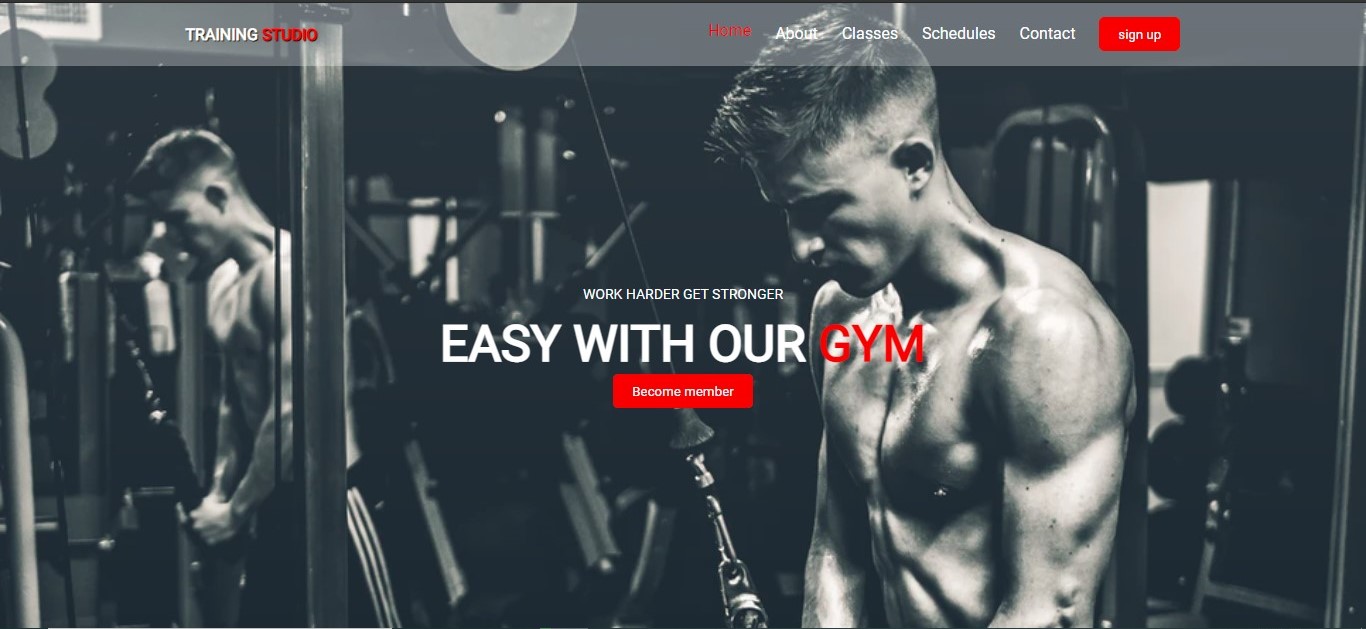 TRAINING STUDIO
Home About Classes Schedules Contact sign up
WORK HARDER GET STRONGER
EASY WITH OUR GYM
Become member